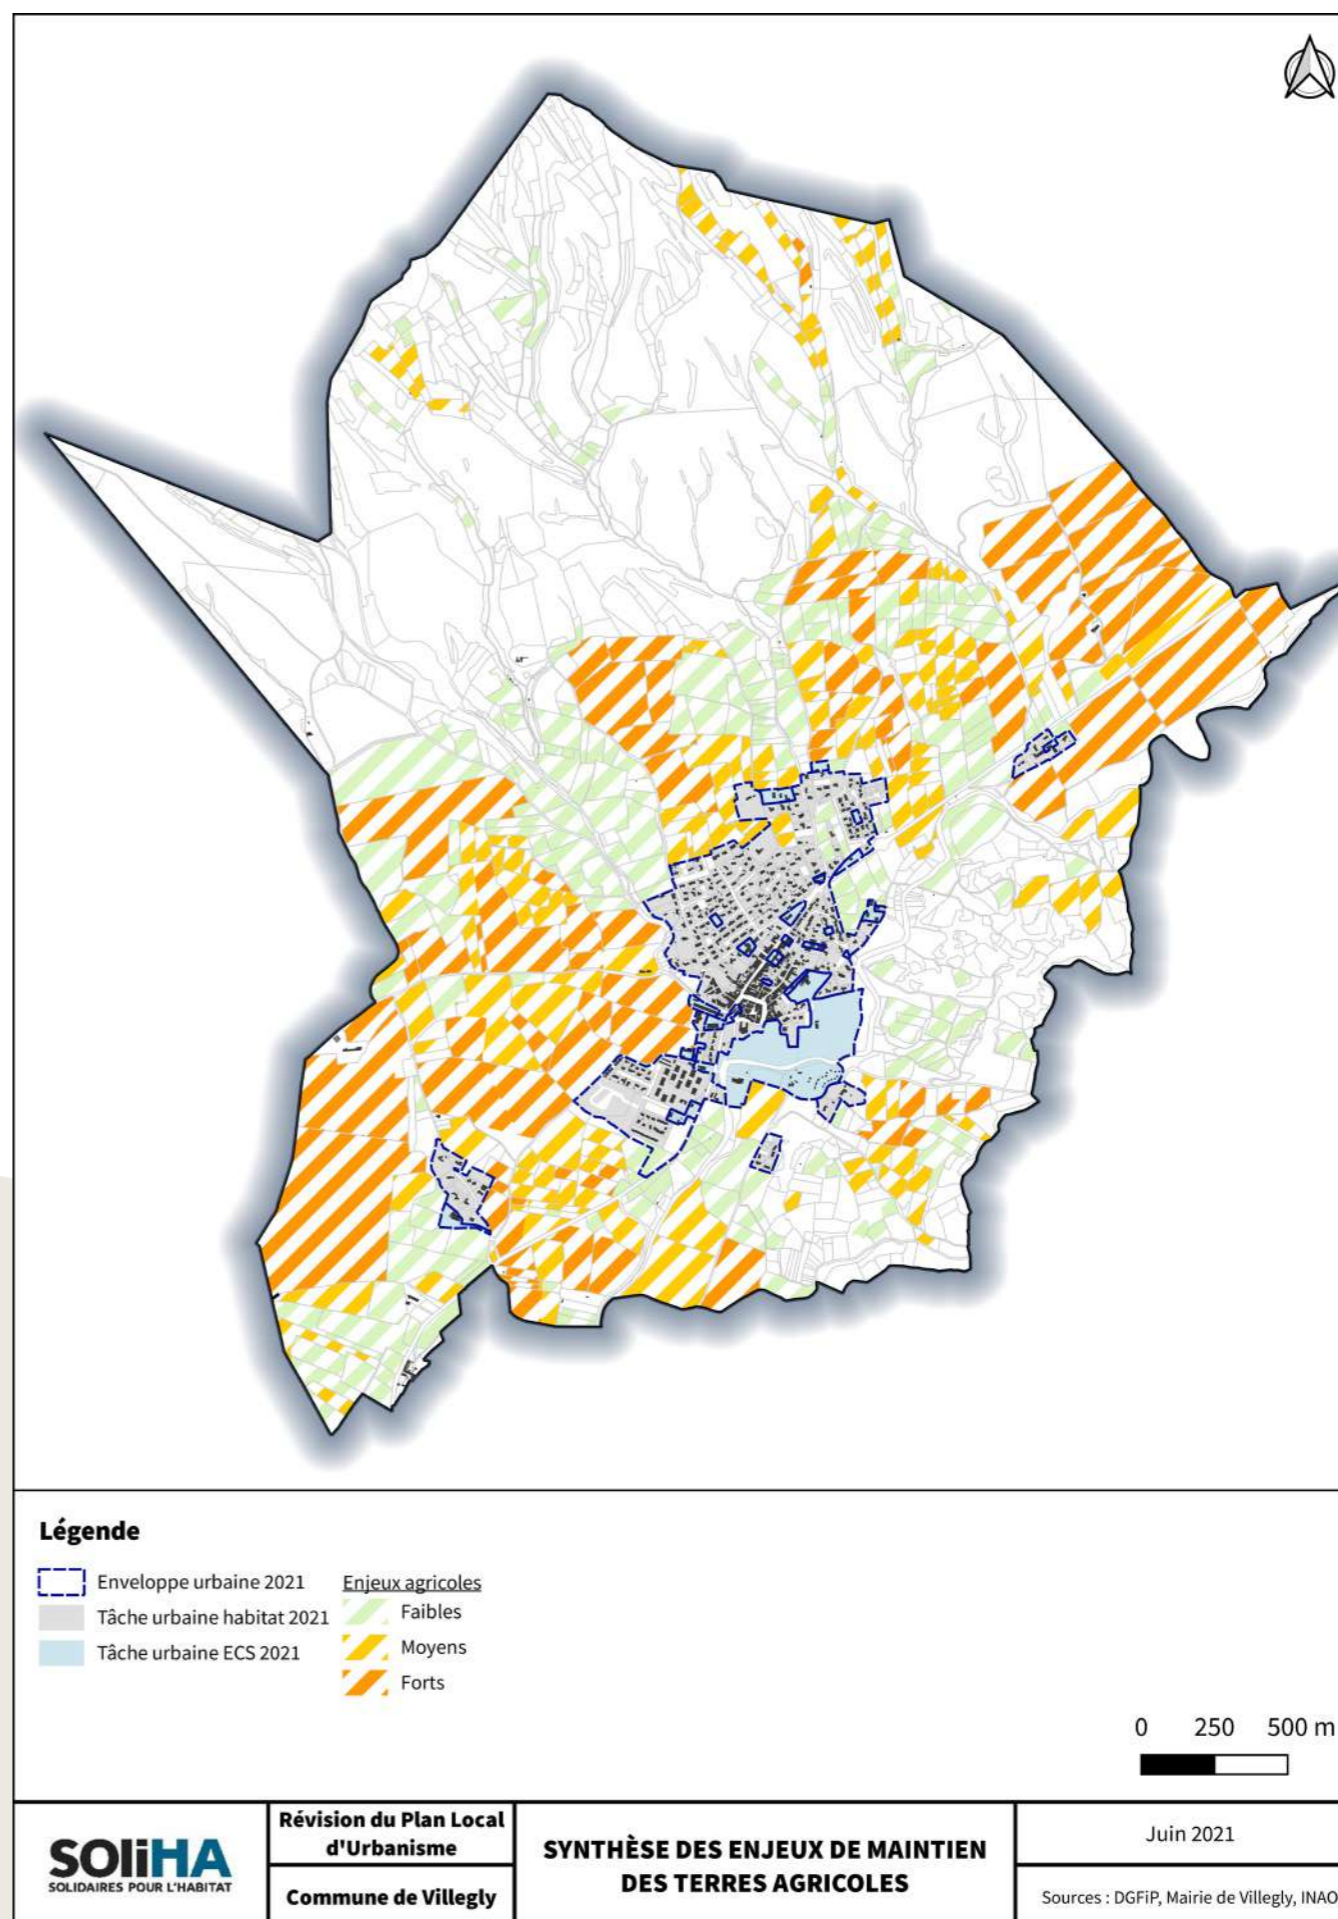 Légende
Enveloppe urbaine 2021
Tâche urbaine habitat 2021
Tâche urbaine ECS 2021
Enjeux agricoles
Faibles
Moyens
Forts
0 250 500 m
SOliHA
SOLIDAIRES POUR L'HABITAT
Révision du Plan Local
d'Urbanisme
Commune de Villegly
SYNTHÈSE DES ENJEUX DE MAINTIEN
DES TERRES AGRICOLES
Juin 2021
Sources : DGFiP, Mairie de Villegly, INAO